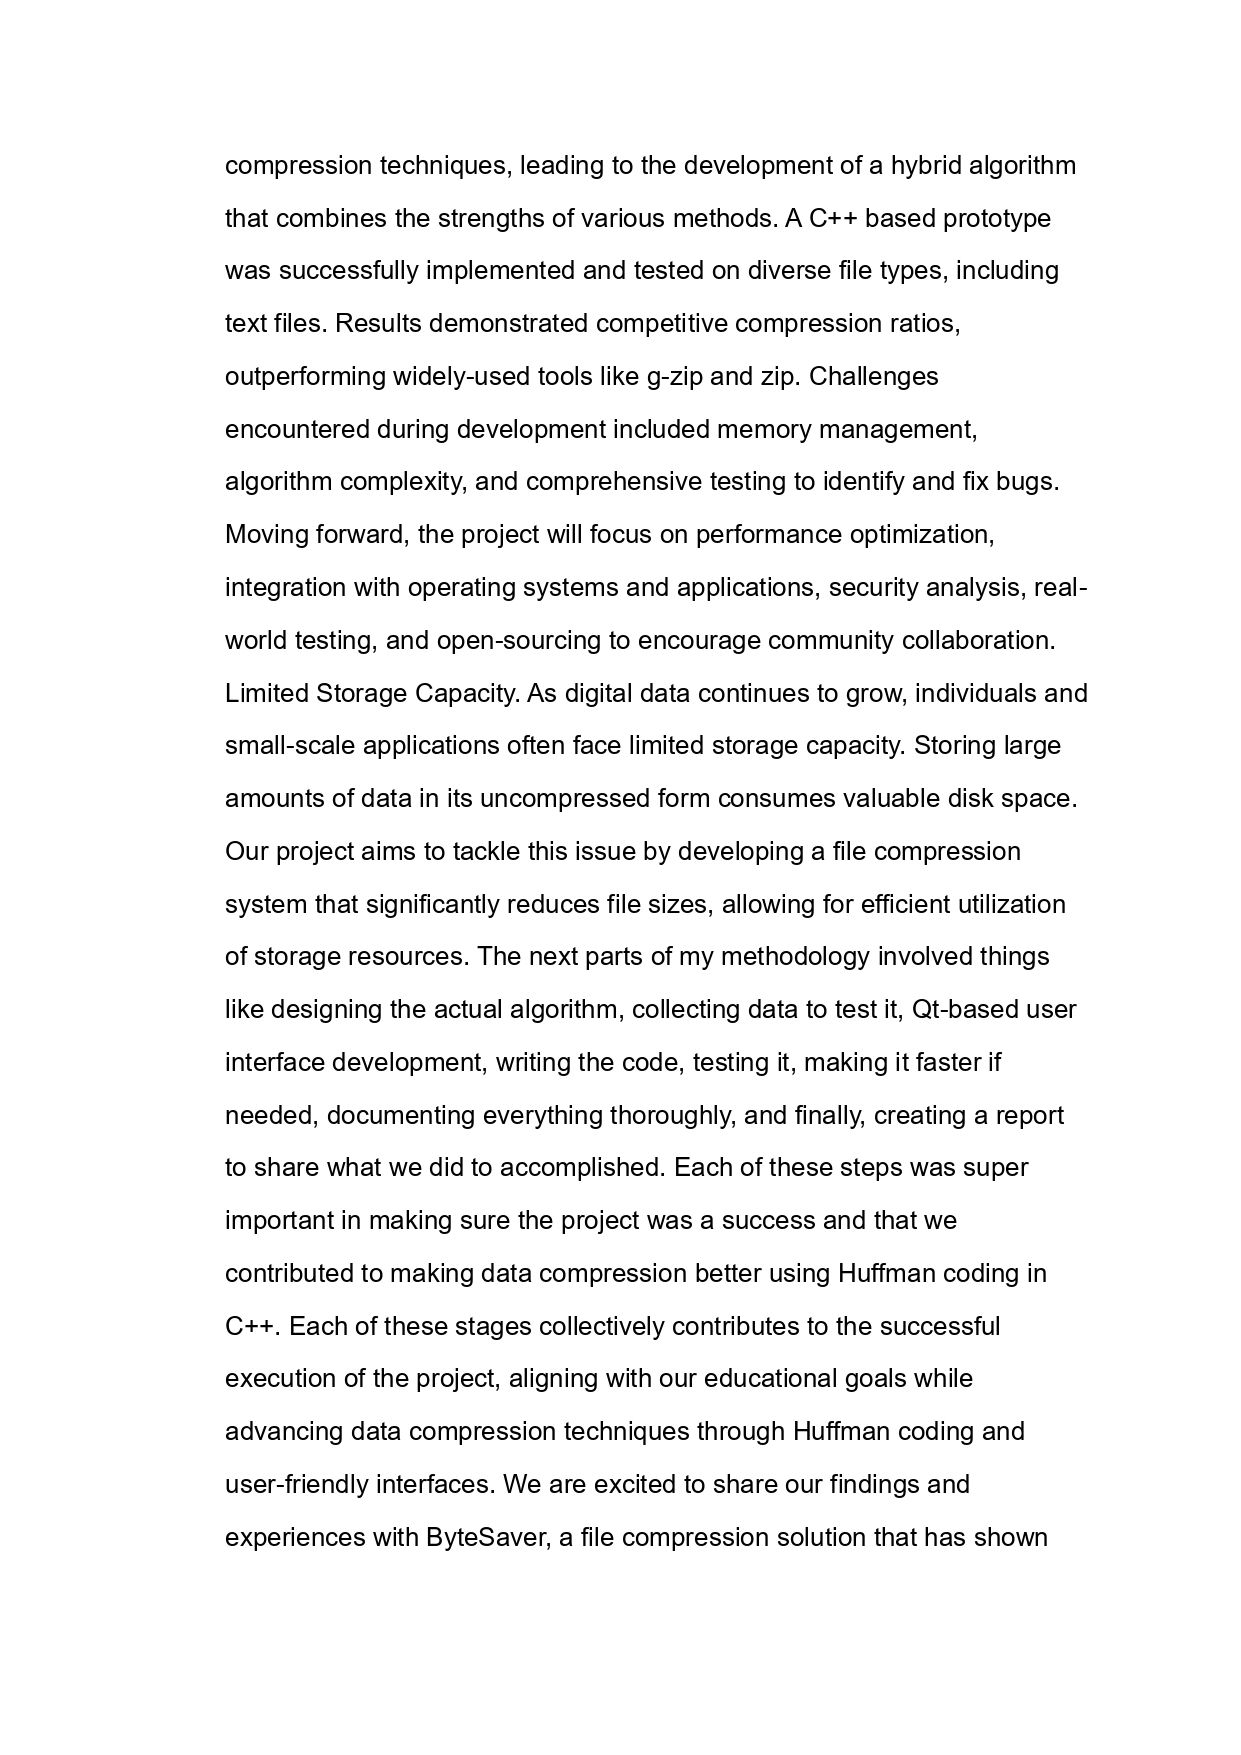 compression techniques, leading to the development of a hybrid algorithm
that combines the strengths of various methods. A C++ based prototype
was successfully implemented and tested on diverse file types, including
text files. Results demonstrated competitive compression ratios,
outperforming widely-used tools like g-zip and zip. Challenges
encountered during development included memory management,
algorithm complexity, and comprehensive testing to identify and fix bugs.
Moving forward, the project will focus on performance optimization,
integration with operating systems and applications, security analysis, real-
world testing, and open-sourcing to encourage community collaboration.
Limited Storage Capacity. As digital data continues to grow, individuals and
small-scale applications often face limited storage capacity. Storing large
amounts of data in its uncompressed form consumes valuable disk space.
Our project aims to tackle this issue by developing a file compression
system that significantly reduces file sizes, allowing for efficient utilization
of storage resources. The next parts of my methodology involved things
like designing the actual algorithm, collecting data to test it, Qt-based user
interface development, writing the code, testing it, making it faster if
needed, documenting everything thoroughly, and finally, creating a report
to share what we did to accomplished. Each of these steps was super
important in making sure the project was a success and that we
contributed to making data compression better using Huffman coding in
C++. Each of these stages collectively contributes to the successful
execution of the project, aligning with our educational goals while
advancing data compression techniques through Huffman coding and
user-friendly interfaces. We are excited to share our findings and
experiences with ByteSaver, a file compression solution that has shown